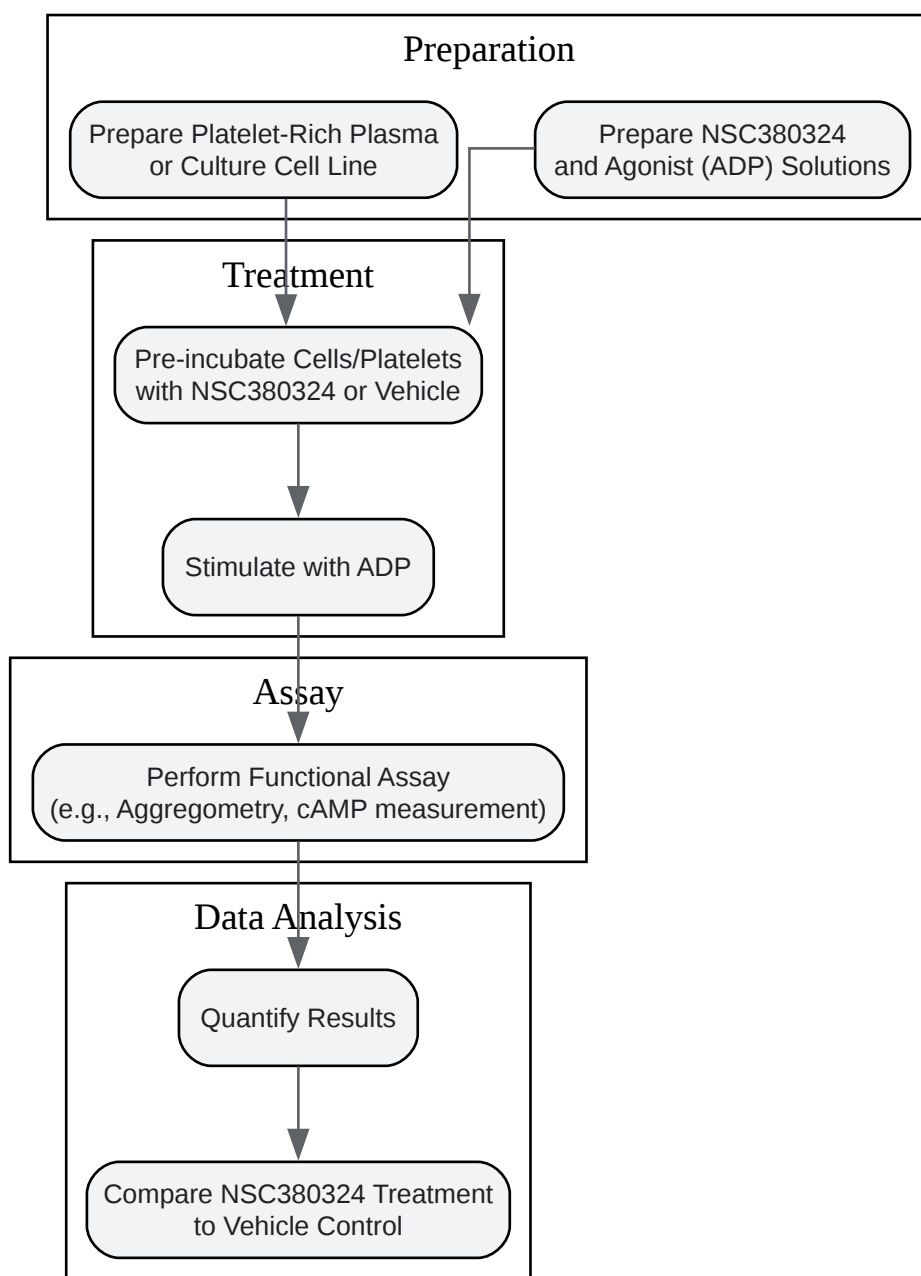 Preparation
Prepare Platelet-Rich Plasma
or Culture Cell Line
Prepare NSC380324
and Agonist (ADP) Solutions
Treatment
Pre-incubate Cells/Platelets
with NSC380324 or Vehicle
Stimulate with ADP
Assay
Perform Functional Assay
(e.g., Aggregometry, cAMP measurement)
Data Analysis
Quantify Results
Compare NSC380324 Treatment
to Vehicle Control